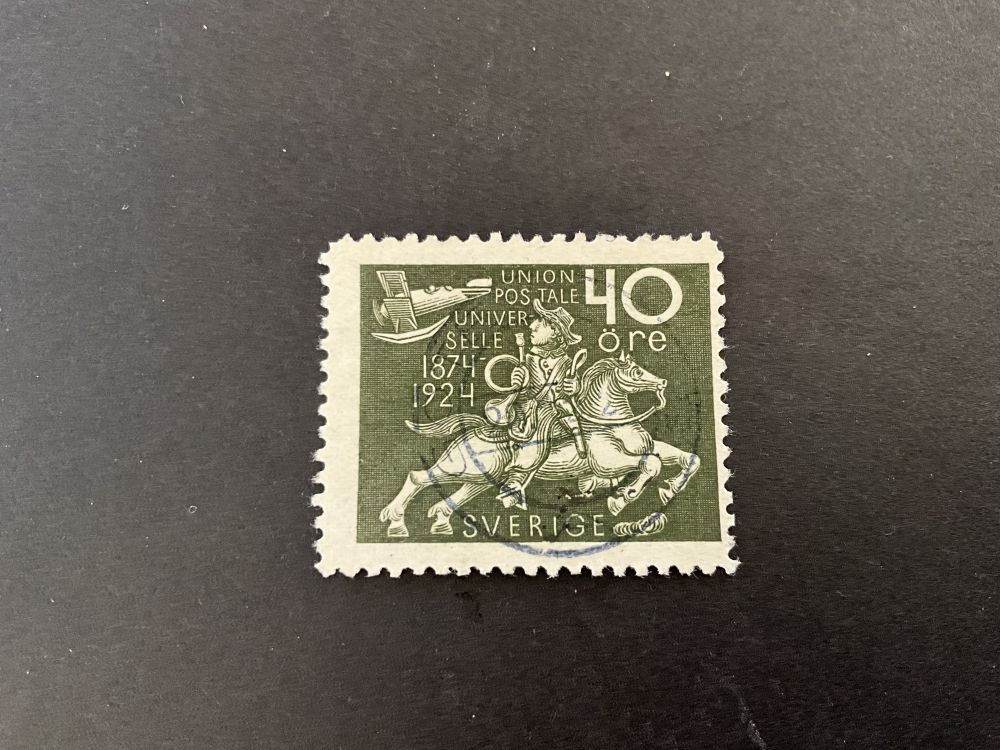 UNION
POSTALE
UNIVER-
SELLE
1874-
1924
40
öre
SVERIGE